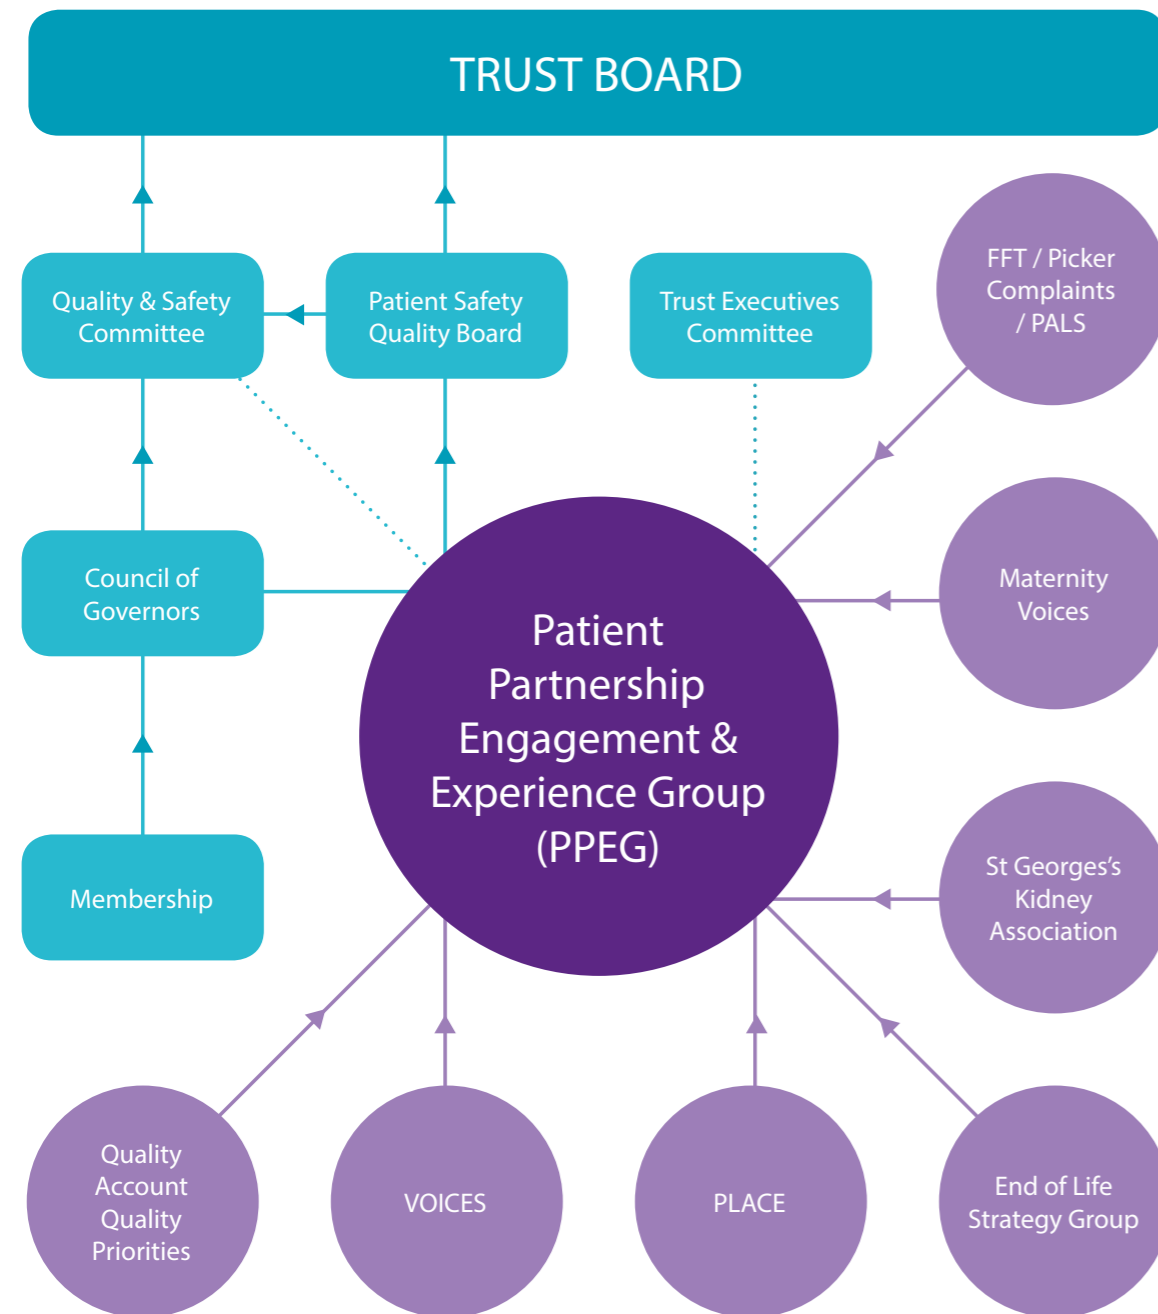 TRUST BOARD
Quality & Safety
Committee
Patient Safety
Quality Board
Trust Executives
Committee
FFT / Picker
Complaints
/ PALS
Council of
Governors
Maternity
Voices
Patient
Partnership
Engagement &
Experience Group
(PPEG)
Membership
St Georges’s
Kidney
Association
Quality
Account
Quality
Priorities
VOICES
PLACE
End of Life
Strategy Group